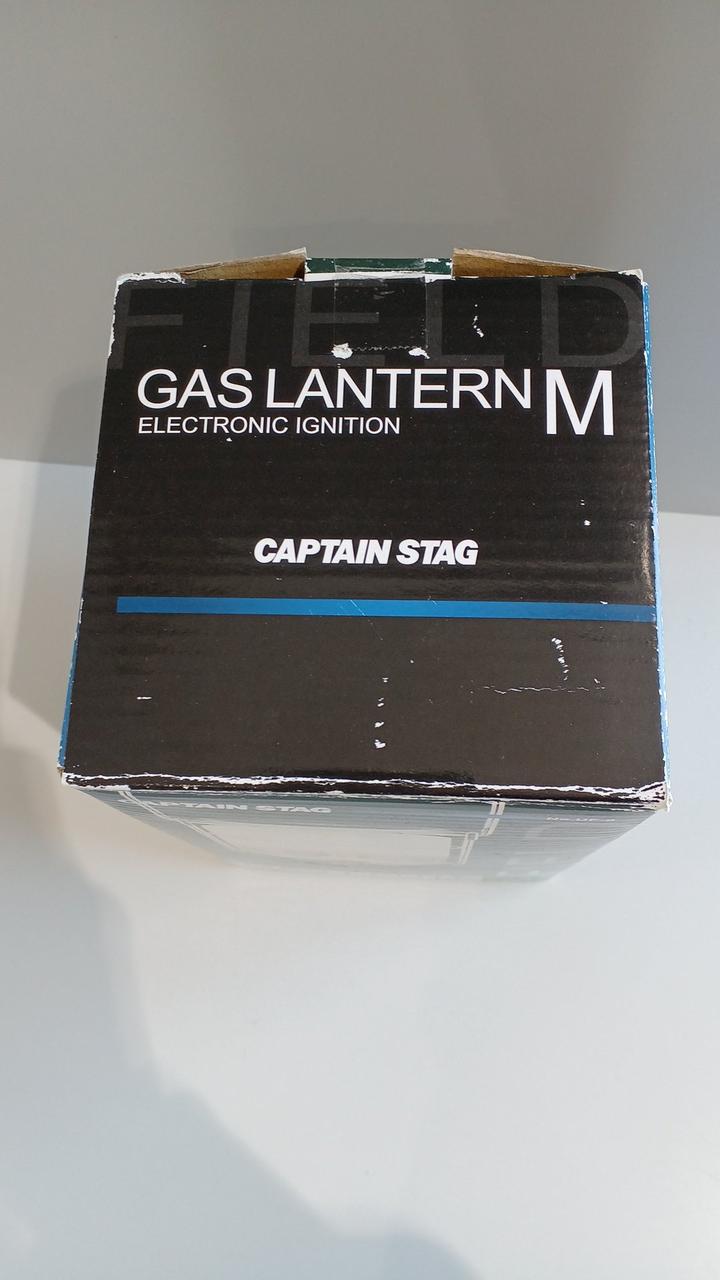 FIELD
GAS LANTERN M
ELECTRONIC IGNITION
CAPTAIN STAG
CAPTAIN STAG